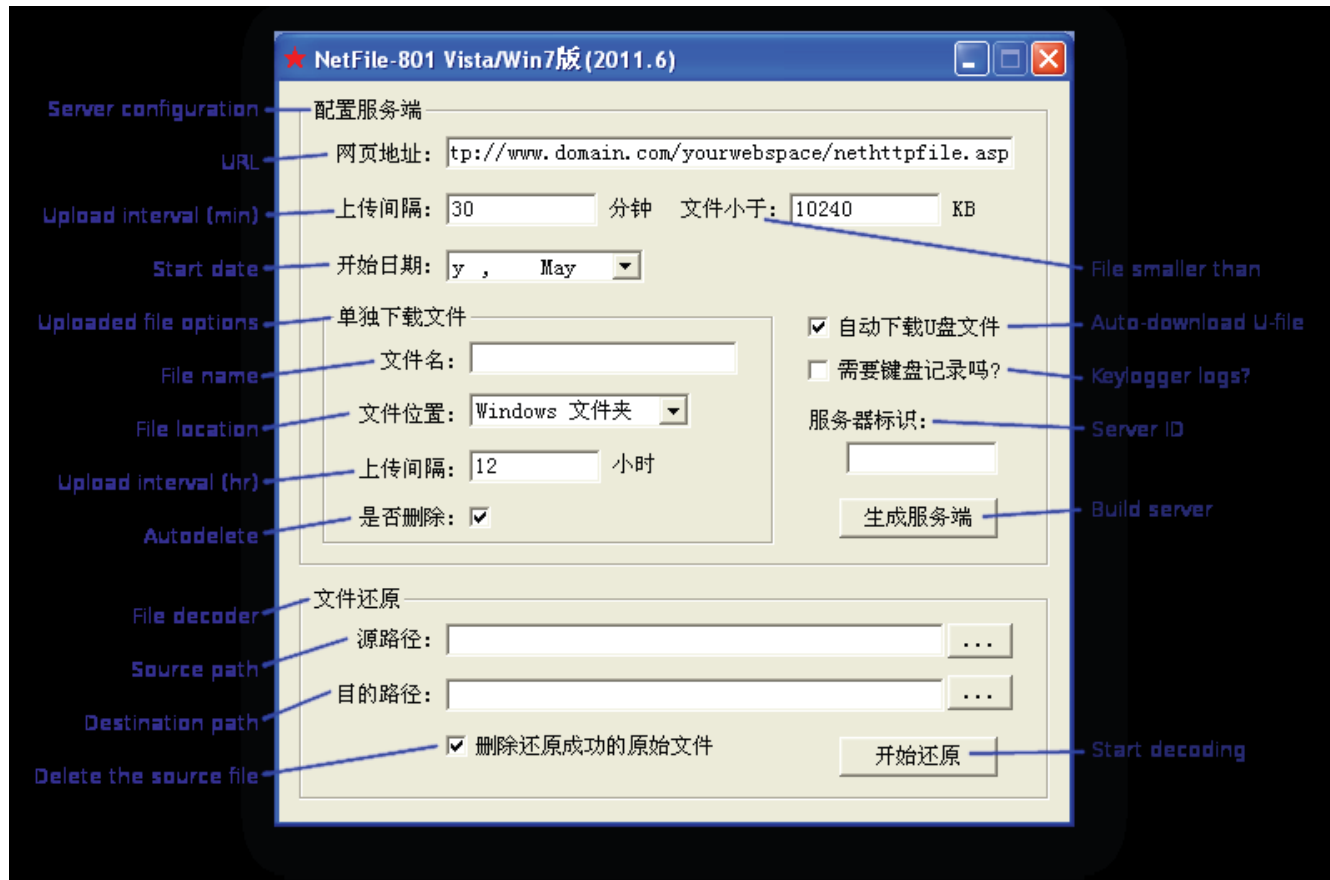 NetFile-801 Vista/Win7版(2011.6)
Server configuration
配置服务端
URL
网页地址: tp://www.domain.com/yourwebspace/nethttpfile.asp
Upload interval (min)
上传间隔: 30 分钟 文件小于: 10240 KB
File smaller than
Start date
开始日期: y , May
Uploaded file options
单独下载文件
自动下载U盘文件
Auto-download U-file
File name
文件名:
需要键盘记录吗?
Keylogger logs?
File location
文件位置: Windows 文件夹
服务器标识:
Server ID
Upload interval (hr)
上传间隔: 12 小时
Autodelete
是否删除:
生成服务端
Build server
File decoder
文件还原
Source path
源路径: ...
Destination path
目的路径: ...
Delete the source file
删除还原成功的原始文件
开始还原
Start decoding